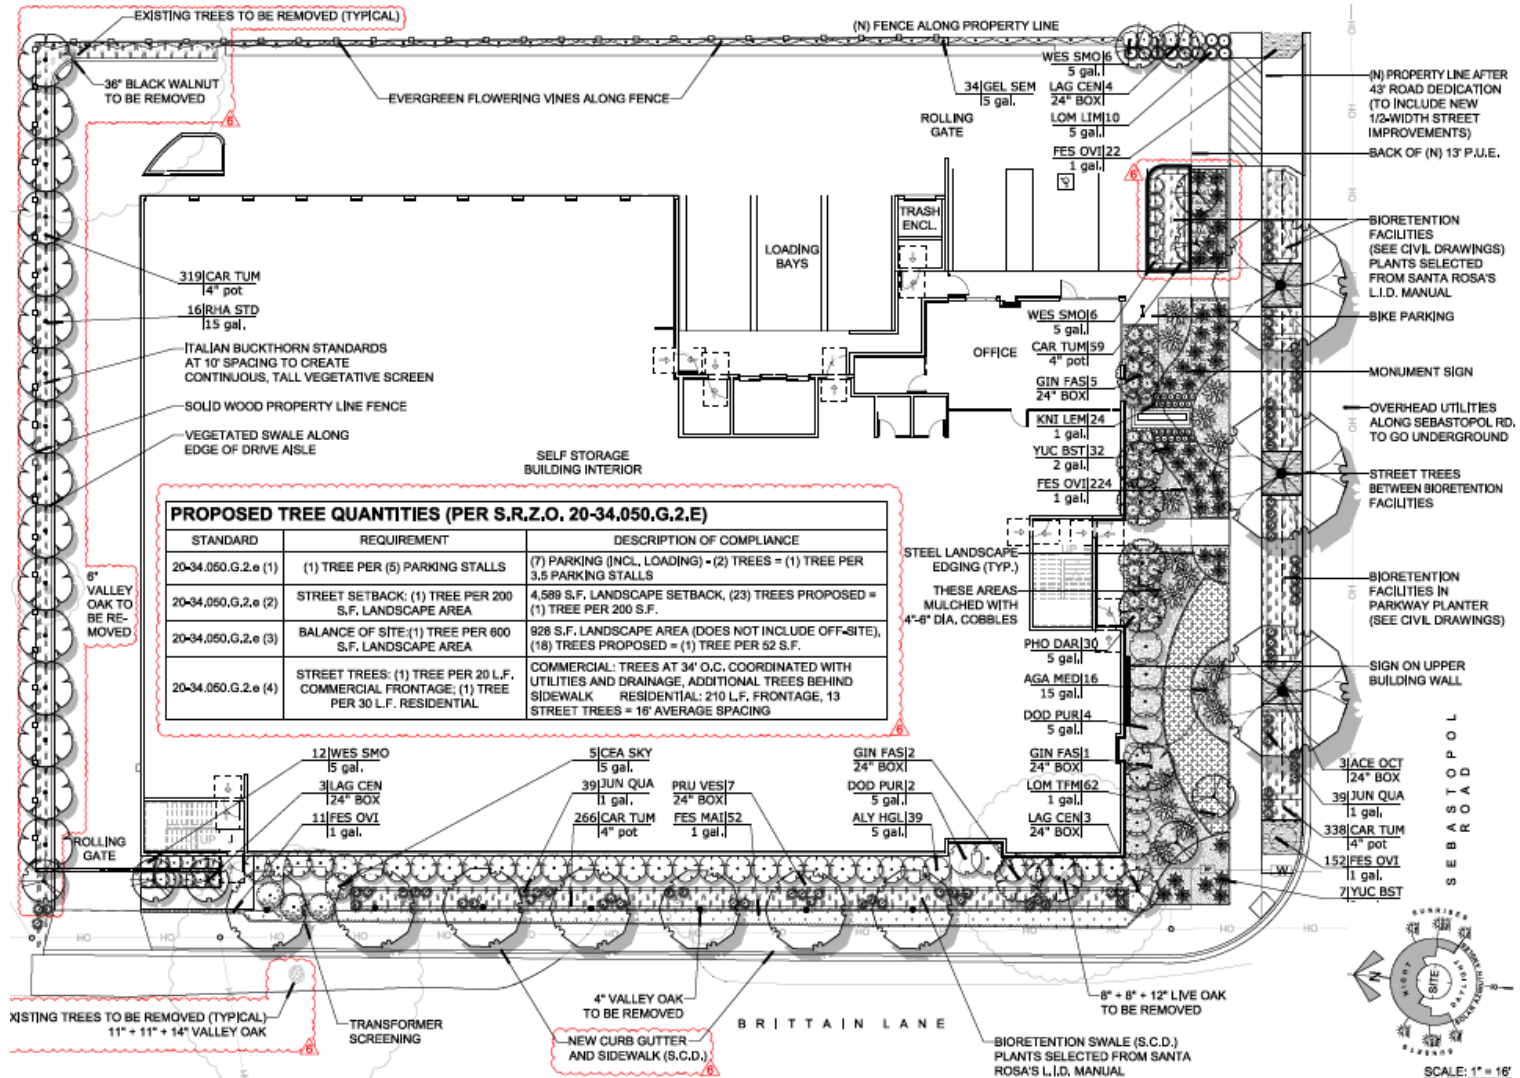 EXISTING TREES TO BE REMOVED (TYPICAL)
(N) FENCE ALONG PROPERTY LINE
36" BLACK WALNUT
TO BE REMOVED
6
EVERGREEN FLOWERING VINES ALONG FENCE
34 GEL SEM
5 gal.
ROLLING
GATE
WES SMO 6
5 gal.
LAG CEN 4
24" BOX
LOM LIM 10
5 gal.
FES OVI 22
1 gal.
6
(N) PROPERTY LINE AFTER
43' ROAD DEDICATION
(TO INCLUDE NEW
1/2-WIDTH STREET
IMPROVEMENTS)
BACK OF (N) 13' P.U.E.
BIORETENTION
FACILITIES
(SEE CIVIL DRAWINGS)
PLANTS SELECTED
FROM SANTA ROSA'S
L.I.D. MANUAL
BIKE PARKING
MONUMENT SIGN
OVERHEAD UTILITIES
ALONG SEBASTOPOL RD.
TO GO UNDERGROUND
STREET TREES
BETWEEN BIORETENTION
FACILITIES
BIORETENTION
FACILITIES IN
PARKWAY PLANTER
(SEE CIVIL DRAWINGS)
SIGN ON UPPER
BUILDING WALL
TRASH
ENCL.
LOADING
BAYS
OFFICE
319 CAR TUM
4" pot
16 RHA STD
15 gal.
ITALIAN BUCKTHORN STANDARDS
AT 10' SPACING TO CREATE
CONTINUOUS, TALL VEGETATIVE SCREEN
SOLID WOOD PROPERTY LINE FENCE
VEGETATED SWALE ALONG
EDGE OF DRIVE AISLE
SELF STORAGE
BUILDING INTERIOR
WES SMO 6
5 gal.
CAR TUM 59
4" pot
GIN FAS 5
24" BOX
KNI LEM 24
1 gal.
YUC BST 32
2 gal.
FES OVI 224
1 gal.
STEEL LANDSCAPE
EDGING (TYP.)
THESE AREAS
MULCHED WITH
4"-6" DIA. COBBLES
PHO DAR 30
5 gal.
AGA MED 16
15 gal.
DOD PUR 4
5 gal.
GIN FAS 1
24" BOX
LOM TFM 62
1 gal.
LAG CEN 3
24" BOX
6"
VALLEY
OAK TO
BE RE-
MOVED
PROPOSED TREE QUANTITIES (PER S.R.Z.O. 20-34.050.G.2.E)
STANDARD
REQUIREMENT
DESCRIPTION OF COMPLIANCE
20-34.050.G.2.e (1)
(1) TREE PER (5) PARKING STALLS
(7) PARKING (INCL. LOADING) - (2) TREES = (1) TREE PER
3.5 PARKING STALLS
20-34.050.G.2.e (2)
STREET SETBACK: (1) TREE PER 200
S.F. LANDSCAPE AREA
4,589 S.F. LANDSCAPE SETBACK, (23) TREES PROPOSED =
(1) TREE PER 200 S.F.
20-34.050.G.2.e (3)
BALANCE OF SITE:(1) TREE PER 600
S.F. LANDSCAPE AREA
928 S.F. LANDSCAPE AREA (DOES NOT INCLUDE OFF-SITE),
(18) TREES PROPOSED = (1) TREE PER 52 S.F.
20-34.050.G.2.e (4)
STREET TREES: (1) TREE PER 20 L.F.
COMMERCIAL FRONTAGE; (1) TREE
PER 30 L.F. RESIDENTIAL
COMMERCIAL: TREES AT 34' O.C. COORDINATED WITH
UTILITIES AND DRAINAGE, ADDITIONAL TREES BEHIND
SIDEWALK RESIDENTIAL: 210 L.F. FRONTAGE, 13
STREET TREES = 16' AVERAGE SPACING
6
12 WES SMO
5 gal.
3 LAG CEN
24" BOX
11 FES OVI
1 gal.
5 CEA SKY
5 gal.
39 JUN QUA
1 gal.
266 CAR TUM
4" pot
PRU VES 7
24" BOX
FES MAI 52
1 gal.
GIN FAS 2
24" BOX
DOD PUR 2
5 gal.
ALY HGL 39
5 gal.
3 ACE OCT
24" BOX
39 JUN QUA
1 gal.
338 CAR TUM
4" pot
152 FES OVI
1 gal.
7 YUC BST
SEBASTOPOL
ROAD
ROLLING
GATE
UP
UP
W
OH
OH
OH
OH
OH
OH
XISTING TREES TO BE REMOVED (TYPICAL)
11" + 11" + 14" VALLEY OAK
6
TRANSFORMER
SCREENING
4" VALLEY OAK
TO BE REMOVED
NEW CURB GUTTER
AND SIDEWALK (S.C.D.)
6
BRITTAIN LANE
8" + 8" + 12" LIVE OAK
TO BE REMOVED
BIORETENTION SWALE (S.C.D.)
PLANTS SELECTED FROM SANTA
ROSA'S L.I.D. MANUAL
SUNRISES
N
NIGHT
SITE
DAYLIGHT
SUNSETS
SCALE: 1" = 16'